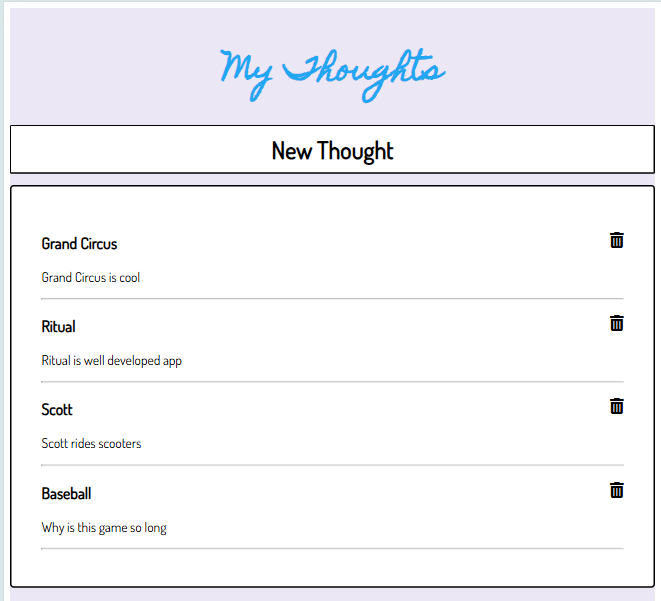 My Thoughts
New Thought
Grand Circus
Grand Circus is cool
Ritual
Ritual is well developed app
Scott
Scott rides scooters
Baseball
Why is this game so long